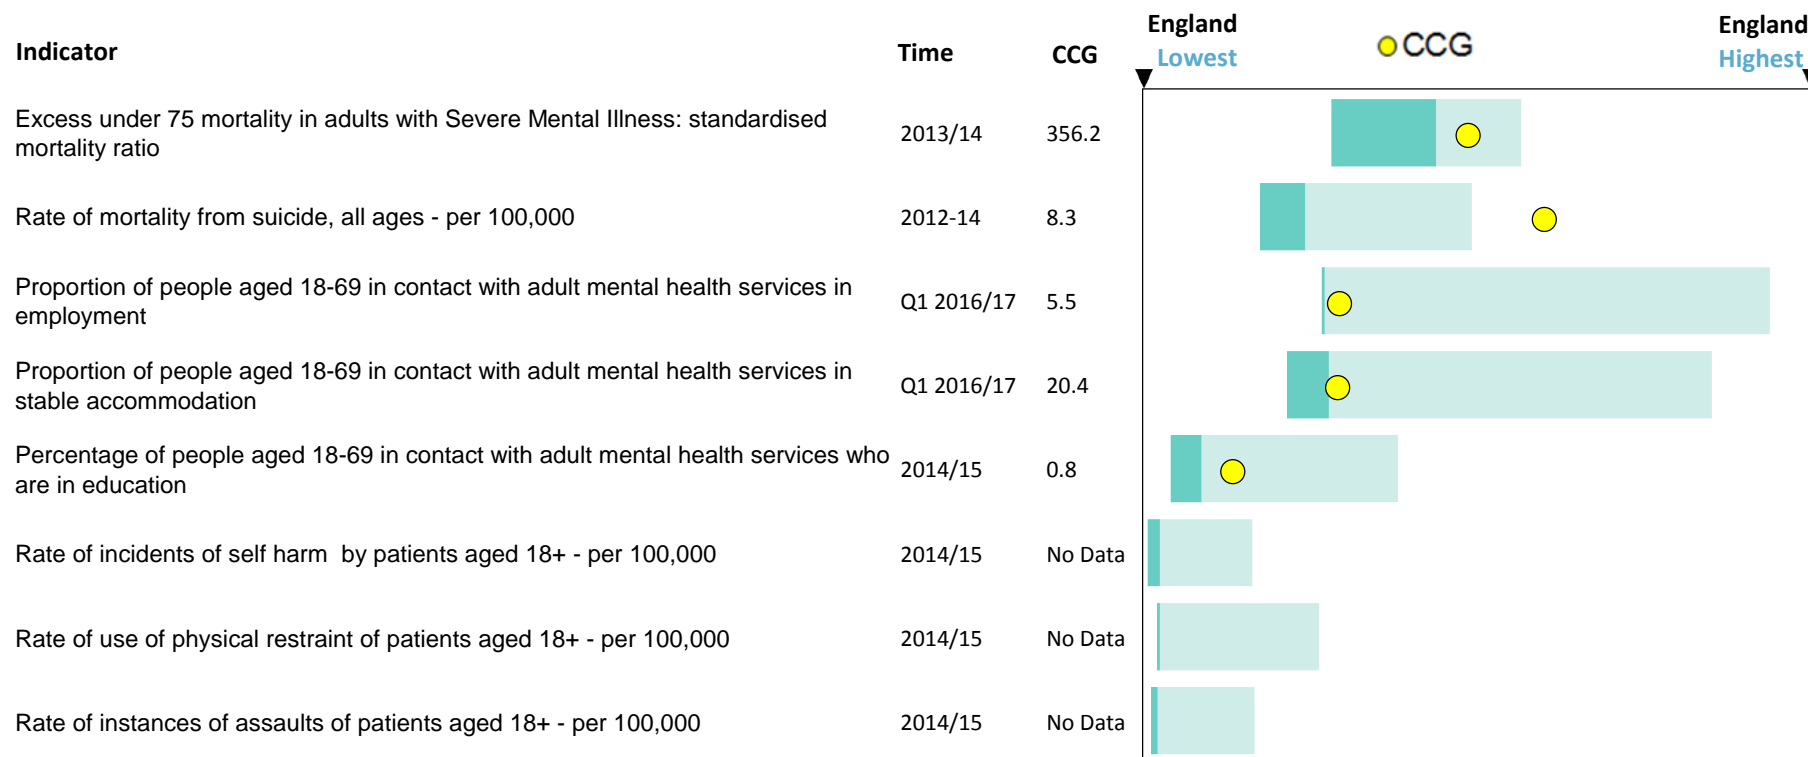 Indicator Time CCG England Lowest CCG England Highest
Excess under 75 mortality in adults with Severe Mental Illness: standardised
mortality ratio
2013/14 356.2
Rate of mortality from suicide, all ages - per 100,000 2012-14 8.3
Proportion of people aged 18-69 in contact with adult mental health services in
employment
Q1 2016/17 5.5
Proportion of people aged 18-69 in contact with adult mental health services in
stable accommodation
Q1 2016/17 20.4
Percentage of people aged 18-69 in contact with adult mental health services who
are in education
2014/15 0.8
Rate of incidents of self harm  by patients aged 18+ - per 100,000 2014/15 No Data
Rate of use of physical restraint of patients aged 18+ - per 100,000 2014/15 No Data
Rate of instances of assaults of patients aged 18+ - per 100,000 2014/15 No Data